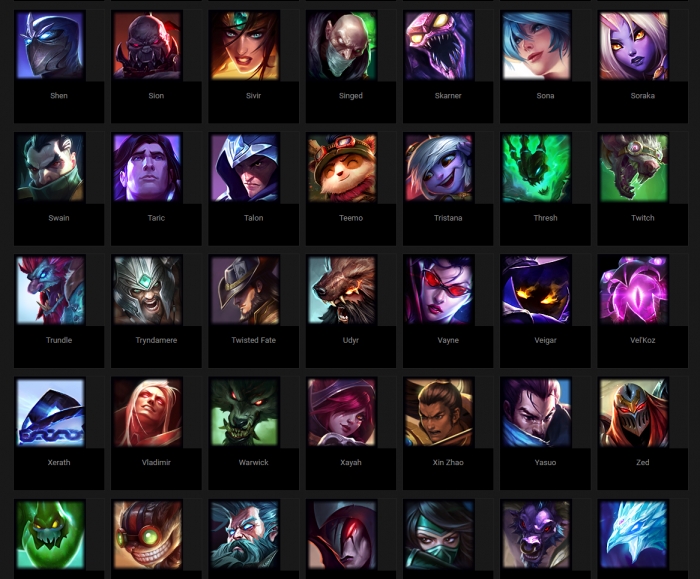 Shen Sion Sivir Singed Skarner Sona Soraka
Swain Taric Talon Teemo Tristana Thresh Twitch
Trundle Tryndamere Twisted Fate Udyr Vayne Veigar Vel'Koz
Xerath Vladimir Warwick Xayah Xin Zhao Yasuo Zed